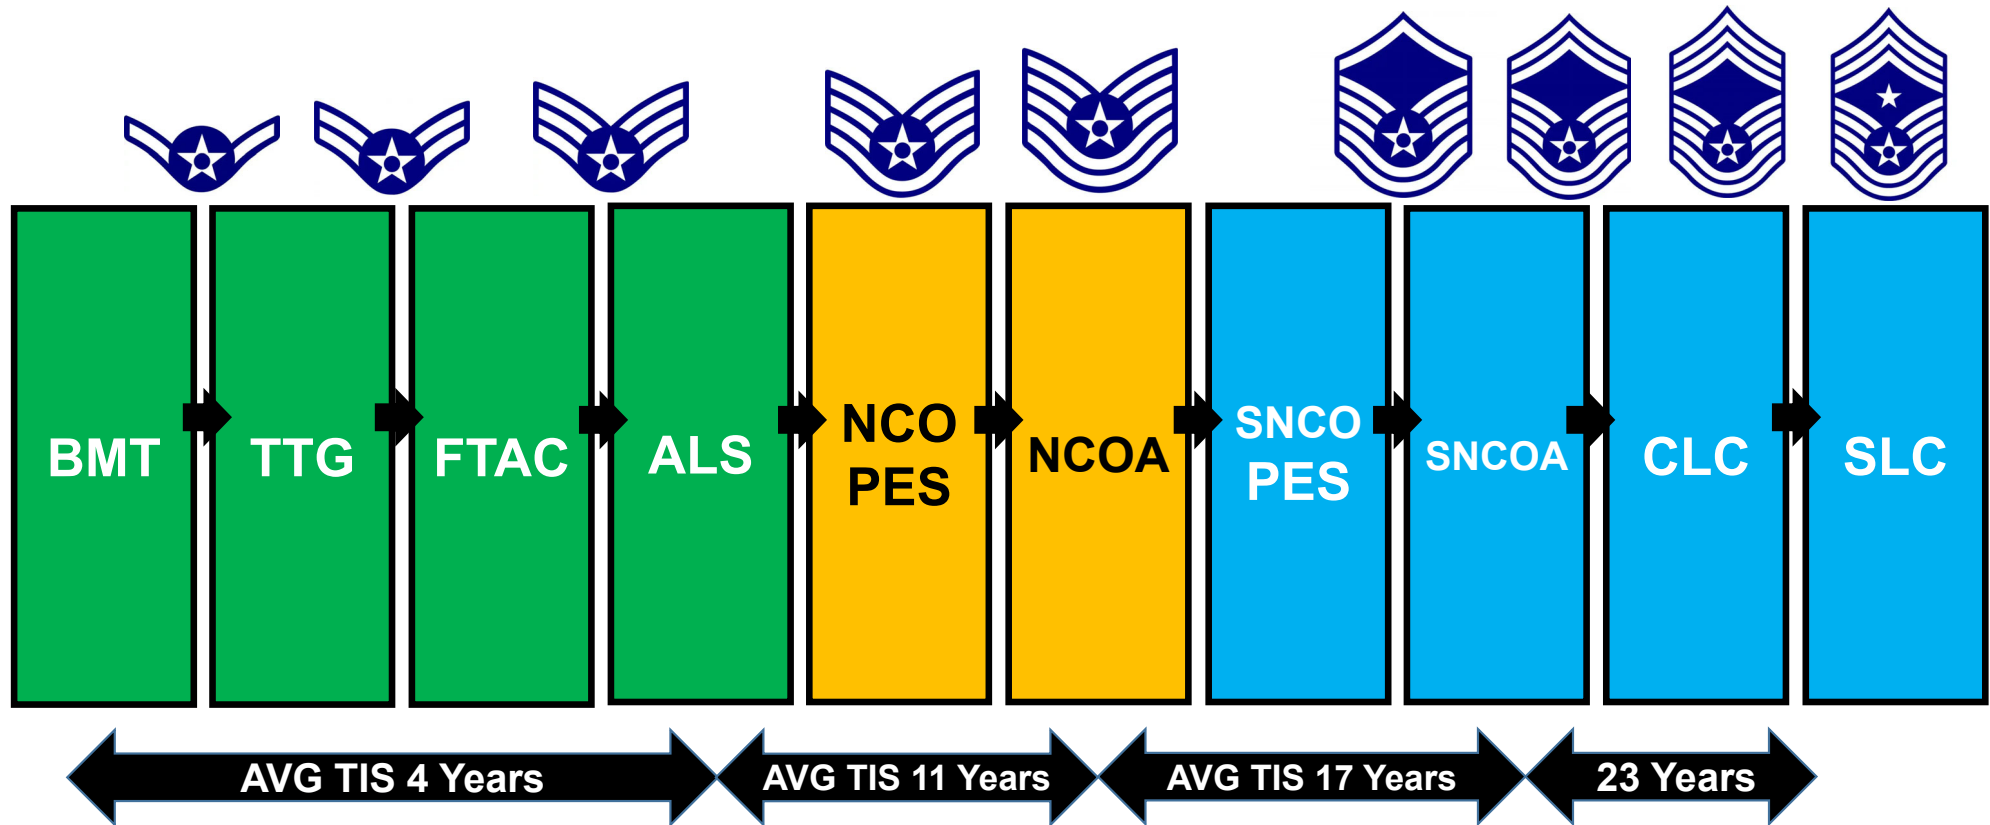 BMT
TTG
FTAC
ALS
NCO
PES
NCOA
SNCO
PES
SNCOA
CLC
SLC
AVG TIS 4 Years
AVG TIS 11 Years
AVG TIS 17 Years
23 Years